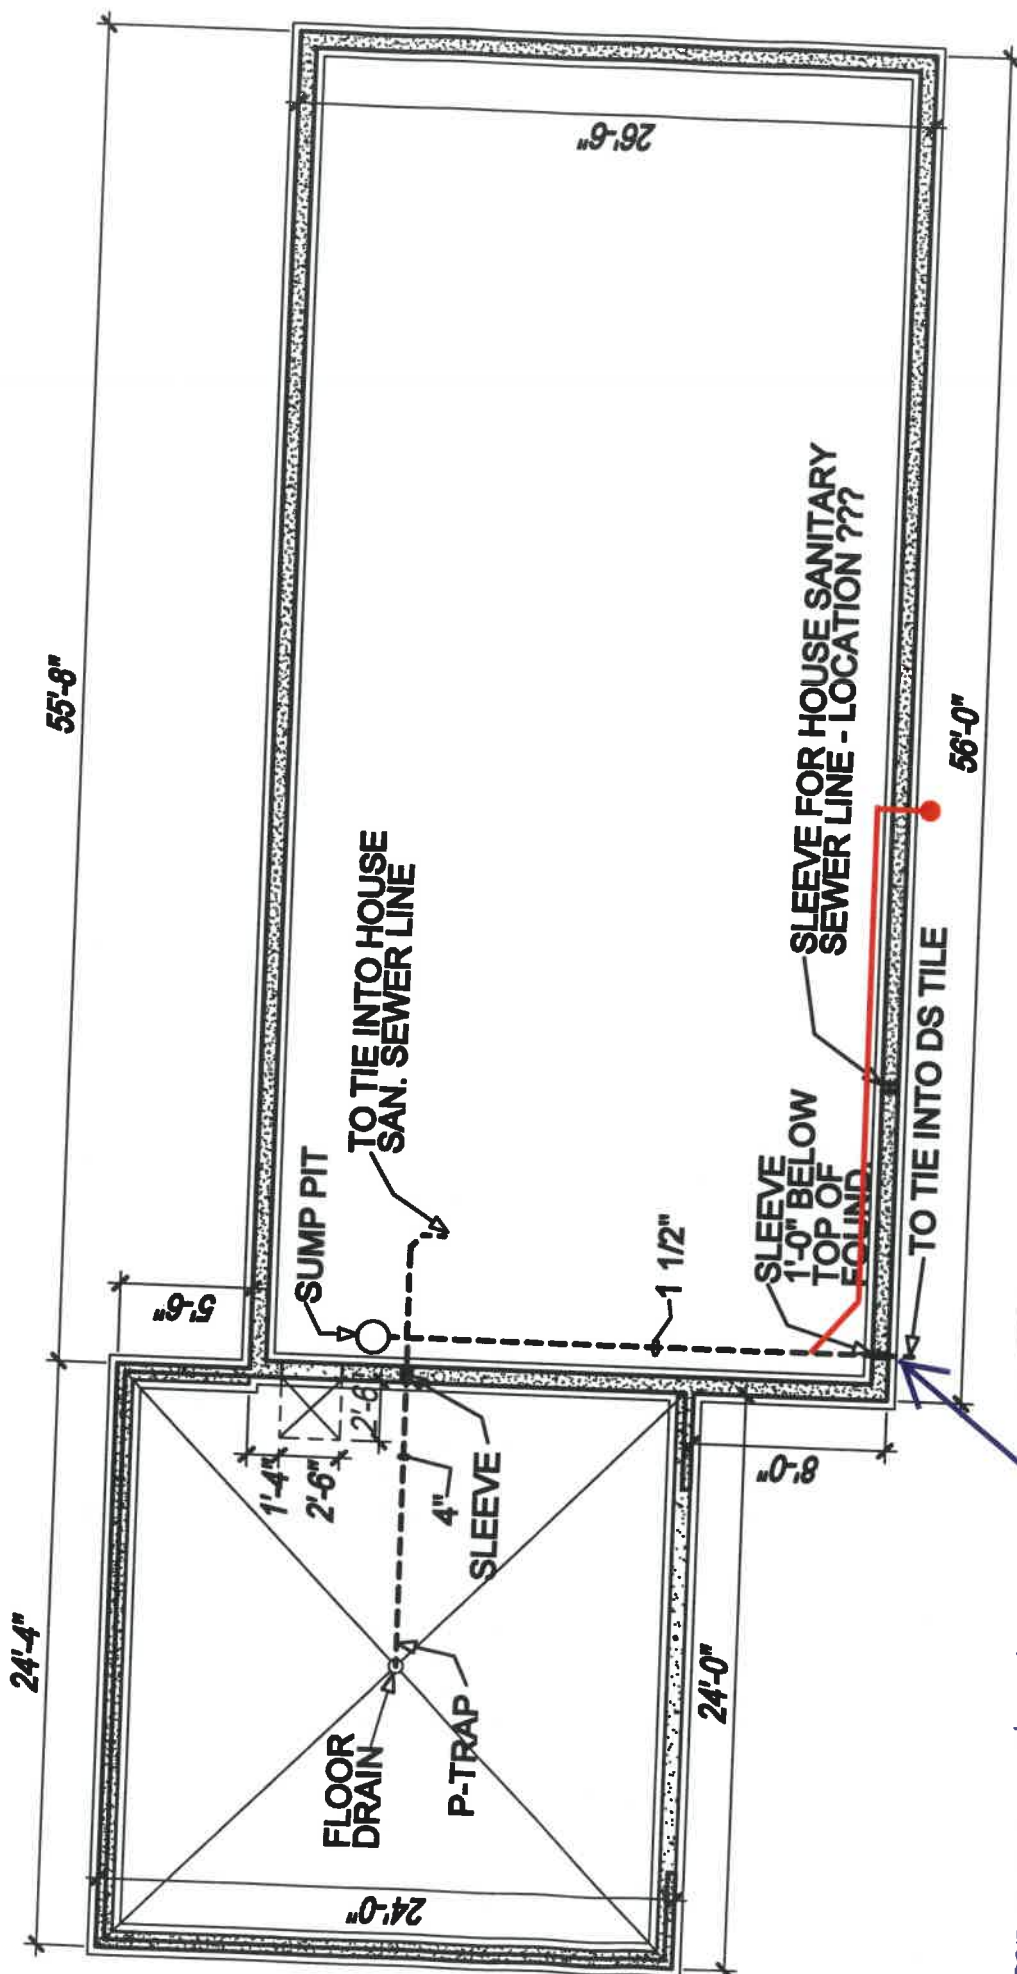 55'-8"
24'-4"
5'-6"
26'-6"
SUMP PIT
TO TIE INTO HOUSE
SAN. SEWER LINE
1'-4"
2'-6"
2'-6
4"
SLEEVE
FLOOR
DRAIN
P-TRAP
24'-0"
1 1/2"
SLEEVE
1'-0" BELOW
TOP OF
FOUND.
SLEEVE FOR HOUSE SANITARY
SEWER LINE - LOCATION ???
TO TIE INTO DS TILE
8'-0"
24'-0"
56'-0"